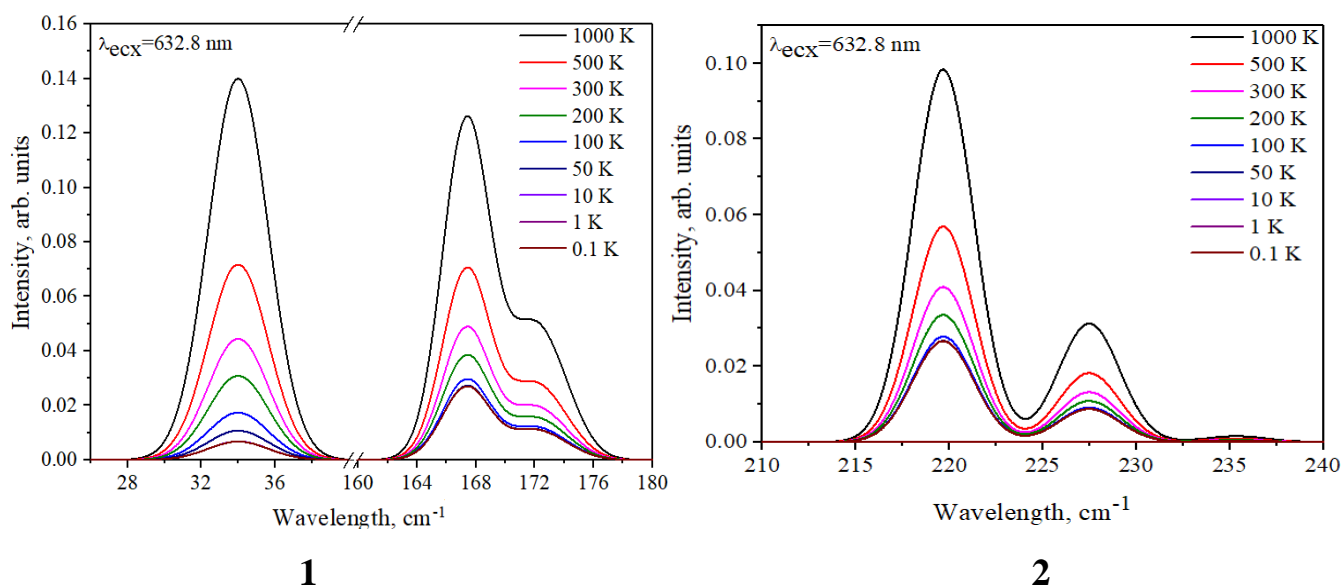 λecx=632.8 nm
1000 K
500 K
300 K
200 K
100 K
50 K
10 K
1 K
0.1 K
Intensity, arb. units
0.16
0.14
0.12
0.10
0.08
0.06
0.04
0.02
0.00
28 32 36 160 164 168 172 176 180
Wavelength, cm-1
1
λecx=632.8 nm
1000 K
500 K
300 K
200 K
100 K
50 K
10 K
1 K
0.1 K
Intensity, arb. units
0.10
0.08
0.06
0.04
0.02
0.00
210 215 220 225 230 235 240
Wavelength, cm-1
2